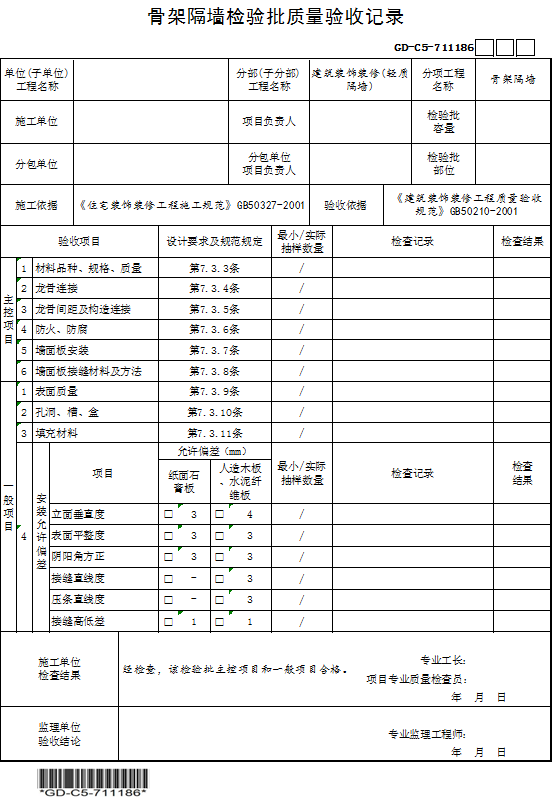 骨架隔墙检验批质量验收记录
GD-C5-711186
单位(子单位)
工程名称
分部(子分部)
工程名称
建筑装饰装修(轻质
隔墙)
分项工程
名称
骨架隔墙
施工单位
项目负责人
检验批
容量
分包单位
分包单位
项目负责人
检验批
部位
施工依据
《住宅装饰装修工程施工规范》GB50327-2001
验收依据
《建筑装饰装修工程质量验收
规范》GB50210-2001
验收项目
设计要求及规范规定
最小/实际
抽样数量
检查记录
检查结果
主控项目
1 材料品种、规格、质量 第7.3.3条 /
2 龙骨连接 第7.3.4条 /
3 龙骨间距及构造连接 第7.3.5条 /
4 防火、防腐 第7.3.6条 /
5 墙面板安装 第7.3.7条 /
6 墙面板接缝材料及方法 第7.3.8条 /
一般项目
1 表面质量 第7.3.9条 /
2 孔洞、槽、盒 第7.3.10条 /
3 填充材料 第7.3.11条 /
4
安装允许偏差
项目
允许偏差（mm）
纸面石
膏板
人造木板
、水泥纤
维板
最小/实际
抽样数量
检查记录
检查
结果
立面垂直度 □ 3 □ 4 /
表面平整度 □ 3 □ 3 /
阴阳角方正 □ 3 □ 3 /
接缝直线度 □ - □ 3 /
压条直线度 □ - □ 3 /
接缝高低差 □ 1 □ 1 /
施工单位
检查结果
经检查，该检验批主控项目和一般项目合格。
专业工长：
项目专业质量检查员：
年 月 日
监理单位
验收结论
专业监理工程师：
年 月 日
*GD-C5-711186*